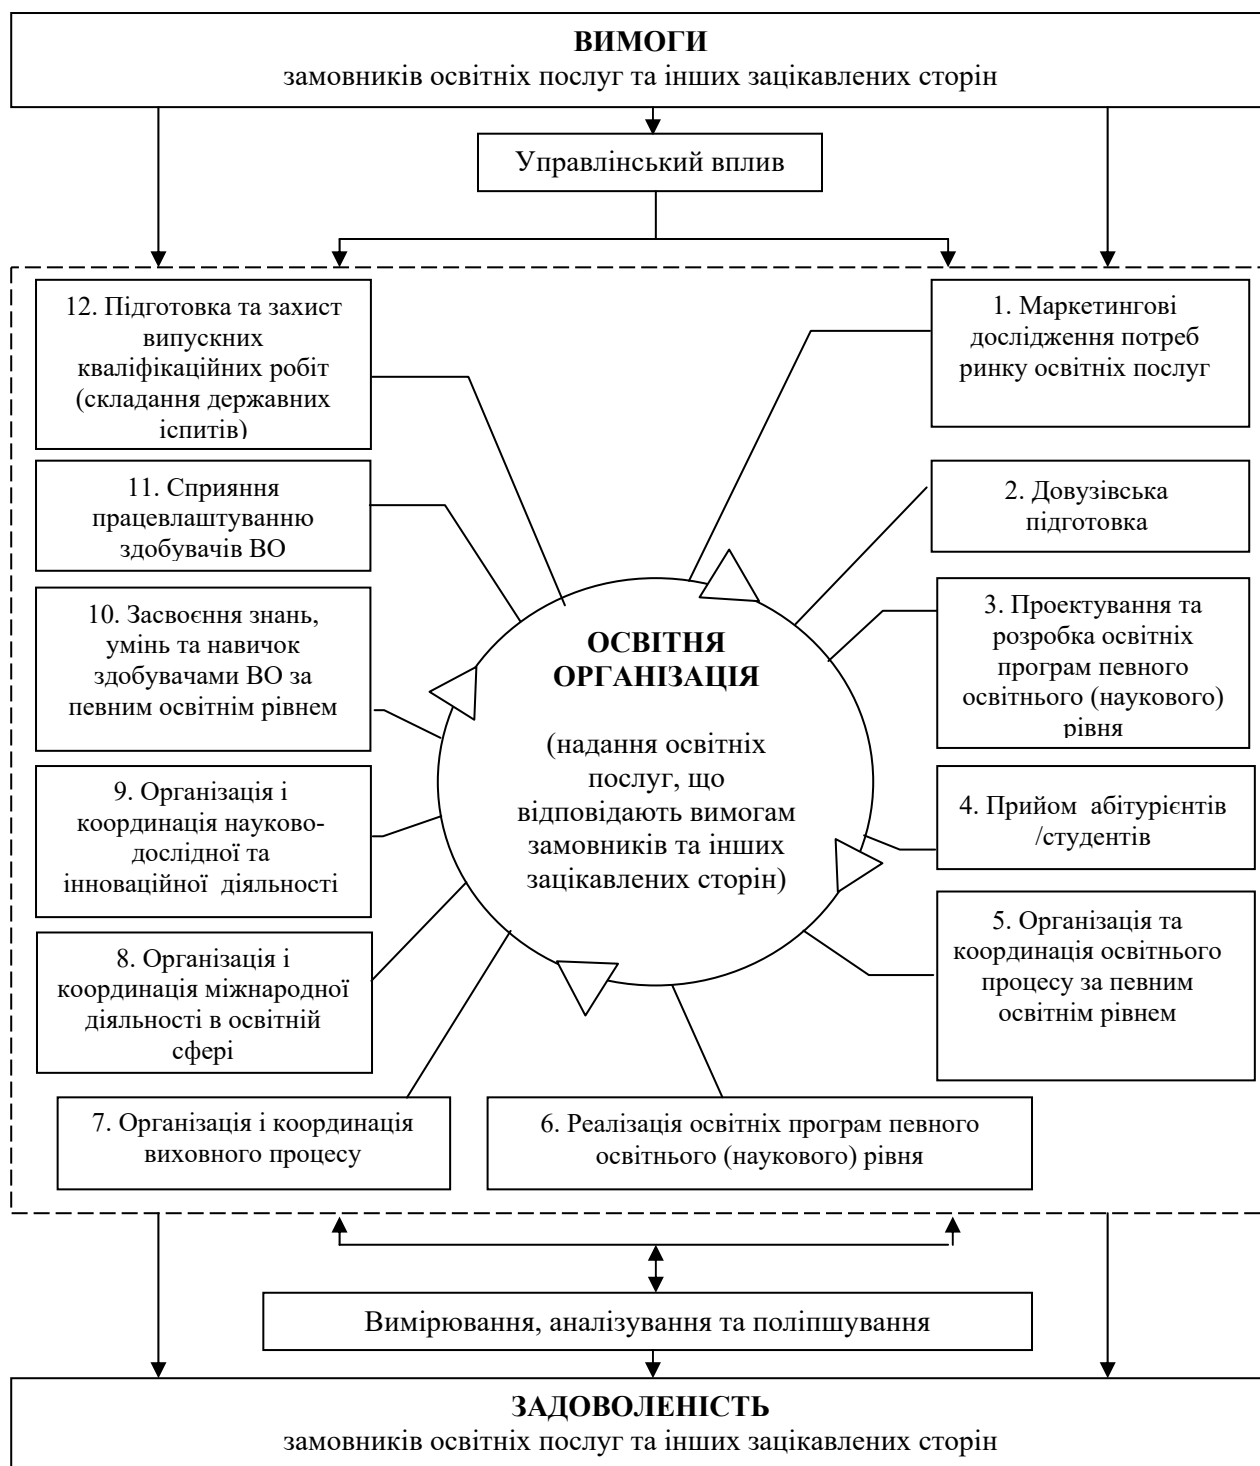 ВИМОГИ
замовників освітніх послуг та інших зацікавлених сторін
Управлінський вплив
12. Підготовка та захист
випускних
кваліфікаційних робіт
(складання державних
іспитів)
1. Маркетингові
дослідження потреб
ринку освітніх послуг
11. Сприяння
працевлаштуванню
здобувачів ВО
2. Довузівська
підготовка
10. Засвоєння знань,
умінь та навичок
здобувачами ВО за
певним освітнім рівнем
3. Проектування та
розробка освітніх
програм певного
освітнього (наукового)
рівня
ОСВІТНЯ
ОРГАНІЗАЦІЯ
(надання освітніх
послуг, що
відповідають вимогам
замовників та інших
зацікавлених сторін)
9. Організація і
координація науково-
дослідної та
інноваційної діяльності
4. Прийом абітурієнтів
/студентів
8. Організація і
координація міжнародної
діяльності в освітній
сфері
5. Організація та
координація освітнього
процесу за певним
освітнім рівнем
7. Організація і координація
виховного процесу
6. Реалізація освітніх програм певного
освітнього (наукового) рівня
Вимірювання, аналізування та поліпшування
ЗАДОВОЛЕНІСТЬ
замовників освітніх послуг та інших зацікавлених сторін